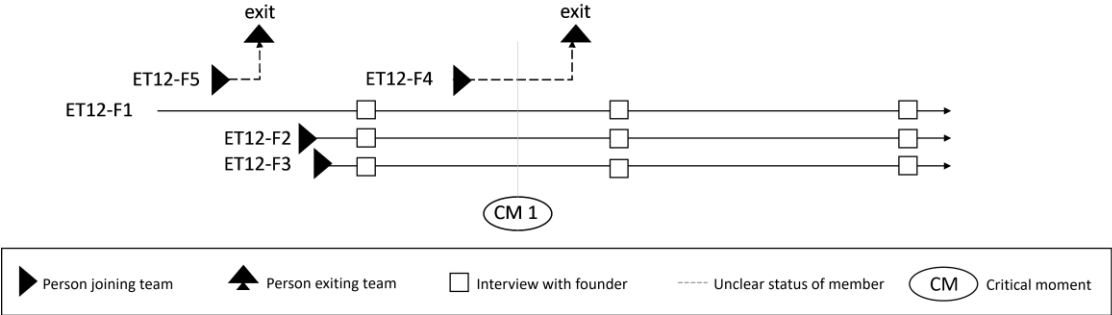 exit
exit
ET12-F5
ET12-F4
ET12-F1
ET12-F2
ET12-F3
CM 1
Person joining team
Person exiting team
Interview with founder
Unclear status of member
CM
Critical moment